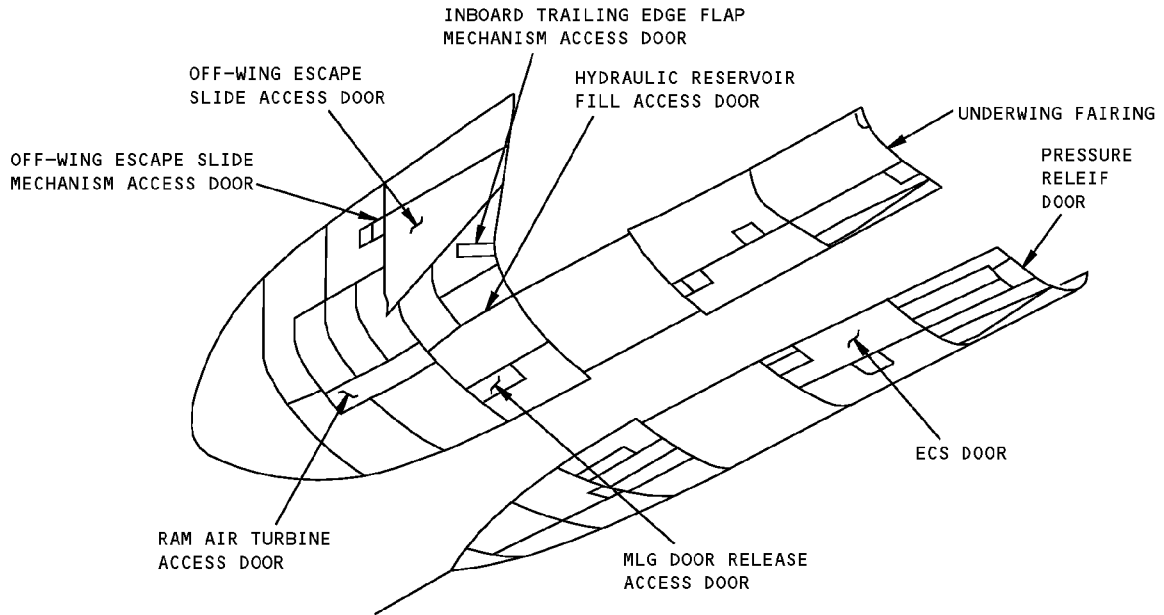 INBOARD TRAILING EDGE FLAP
MECHANISM ACCESS DOOR
OFF-WING ESCAPE
SLIDE ACCESS DOOR
HYDRAULIC RESERVOIR
FILL ACCESS DOOR
UNDERWING FAIRING
OFF-WING ESCAPE SLIDE
MECHANISM ACCESS DOOR
PRESSURE
RELEIF
DOOR
ECS DOOR
RAM AIR TURBINE
ACCESS DOOR
MLG DOOR RELEASE
ACCESS DOOR